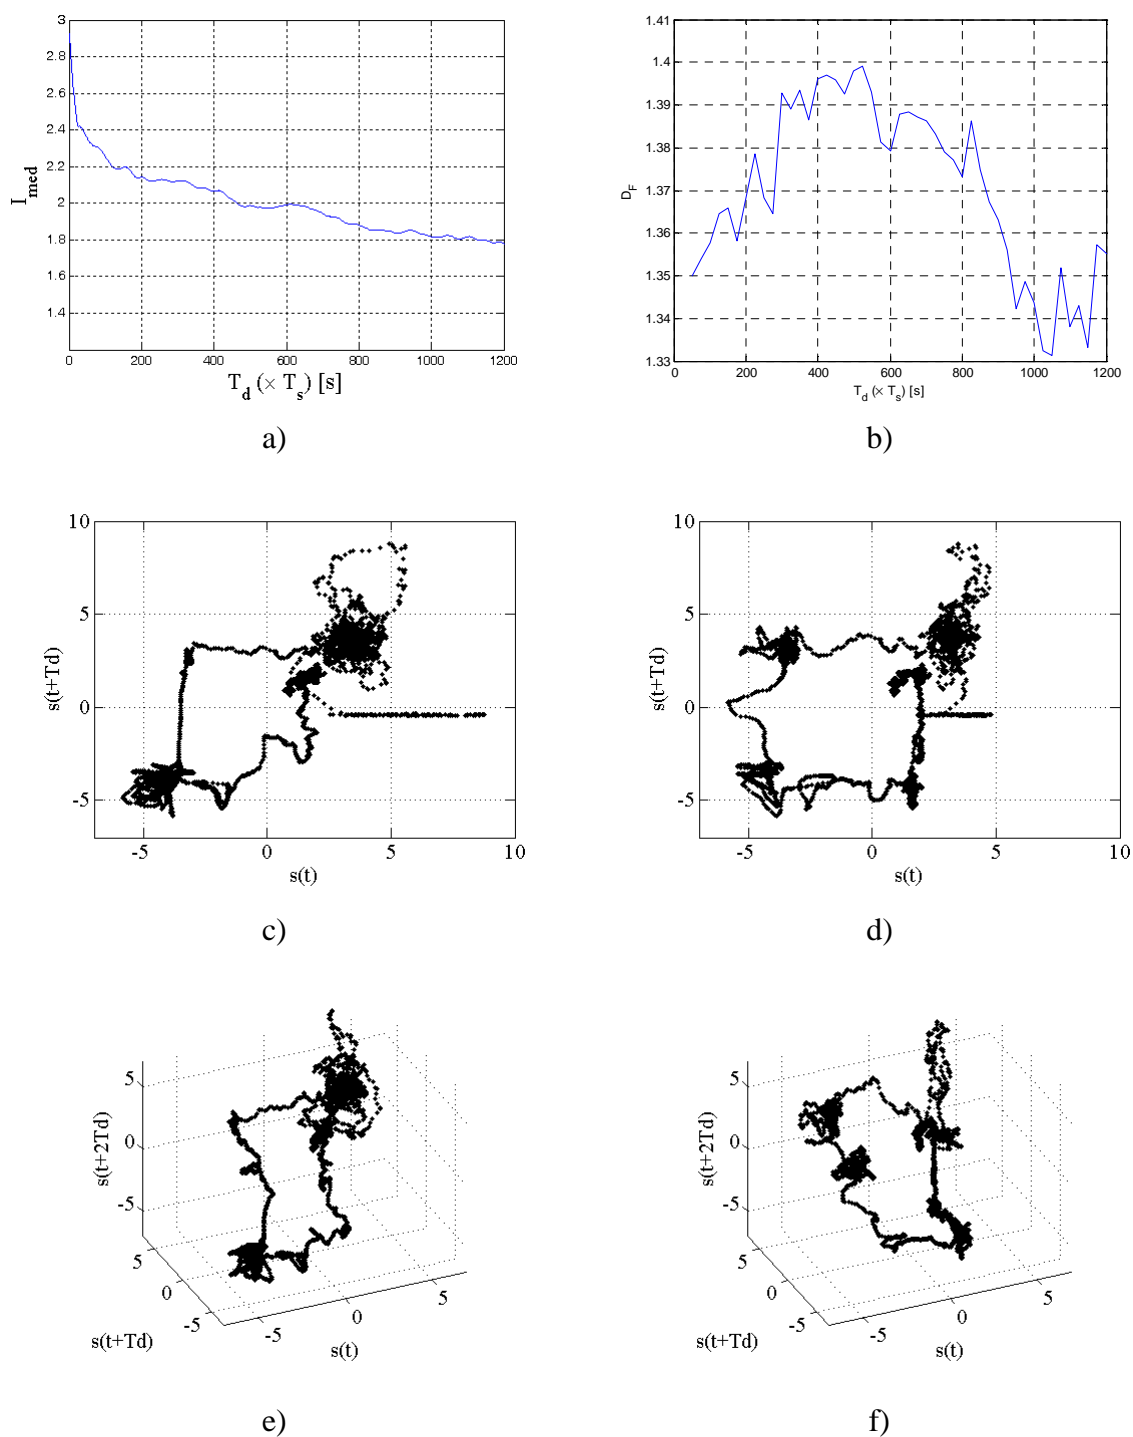 3
2.8
2.6
2.4
2.2
2
1.8
1.6
1.4
I_med
0 200 400 600 800 1000 1200
T_d (× T_s) [s]
a)
1.41
1.4
1.39
1.38
1.37
1.36
1.35
1.34
1.33
D_F
0 200 400 600 800 1000 1200
T_d (× T_s) [s]
b)
10
5
0
-5
s(t+Td)
-5 0 5 10
s(t)
c)
10
5
0
-5
s(t+Td)
-5 0 5 10
s(t)
d)
5
0
-5
s(t+2Td)
5
0
-5
s(t+Td)
-5
0
5
s(t)
e)
5
0
-5
s(t+2Td)
5
0
-5
s(t+Td)
-5
0
5
s(t)
f)